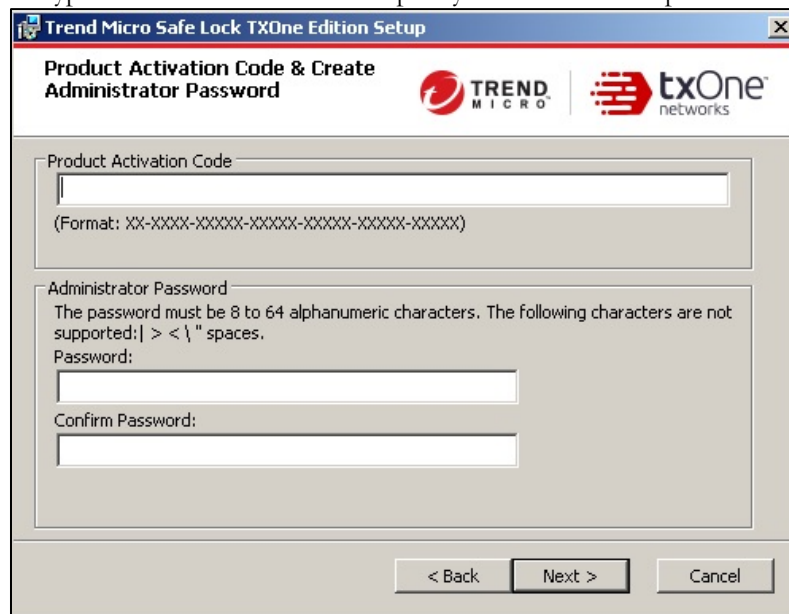 Trend Micro Safe Lock TXOne Edition Setup
Product Activation Code & Create
Administrator Password
TREND
MICRO
txOne
networks
Product Activation Code
(Format: XX-XXXX-XXXXX-XXXXX-XXXXX-XXXXX-XXXXX)
Administrator Password
The password must be 8 to 64 alphanumeric characters. The following characters are not
supported:| > < \ " spaces.
Password:
Confirm Password:
< Back
Next >
Cancel